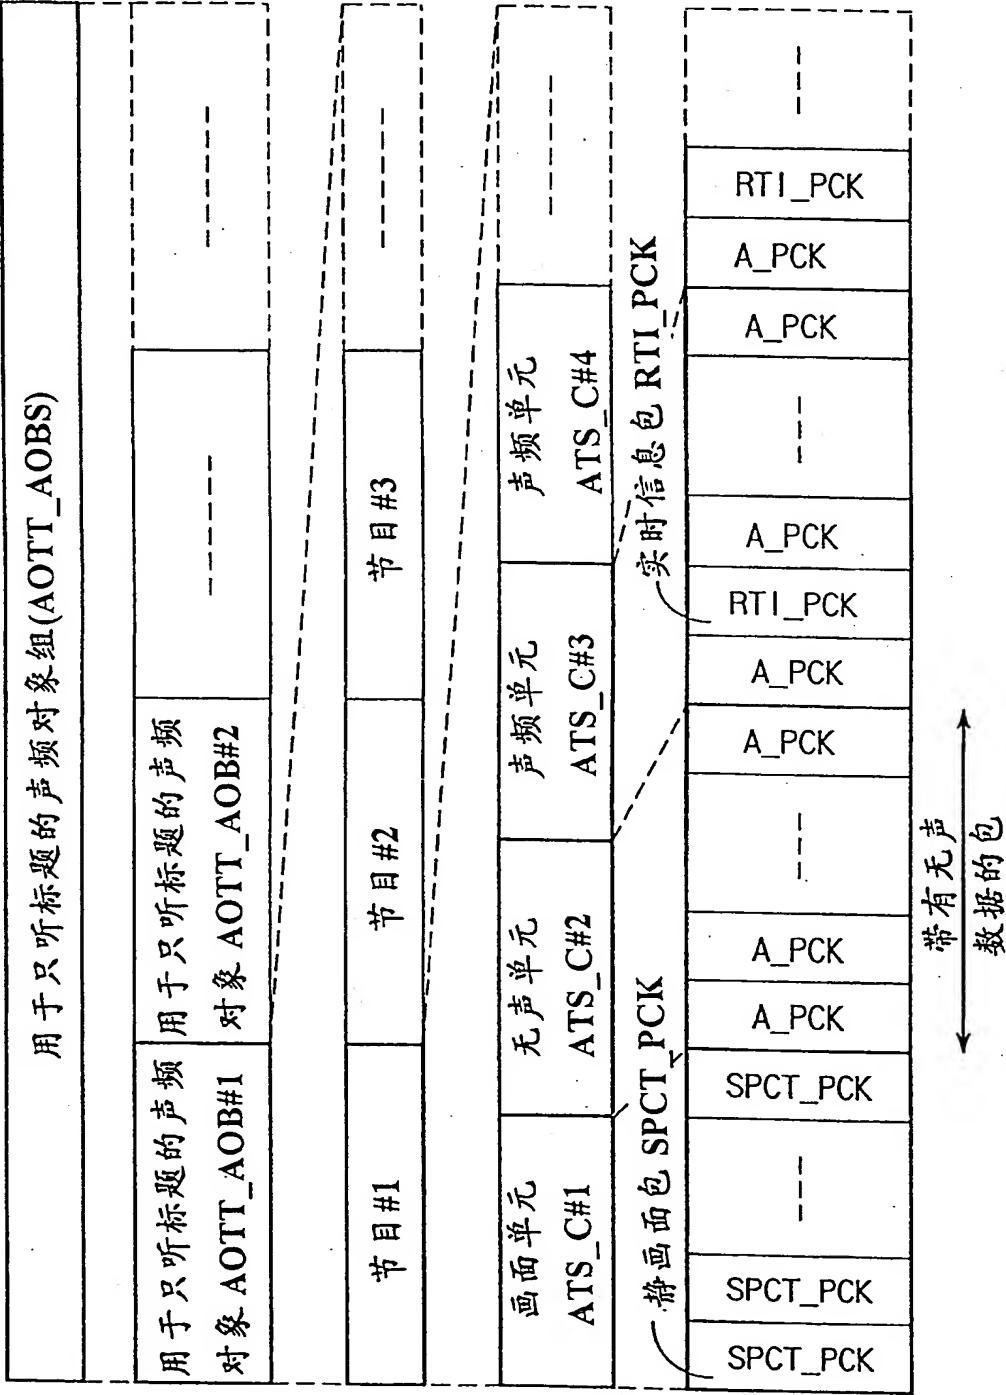 用于只听标题的声频对象组(AOTT_AOBS)
用于只听标题的声频
对象 AOTT_AOB#1
用于只听标题的声频
对象 AOTT_AOB#2
节目#1
节目#2
节目#3
画面单元
ATS_C#1
无声单元
ATS_C#2
声频单元
ATS_C#3
声频单元
ATS_C#4
静画面包 SPCT_PCK
实时信息包 RTI_PCK
SPCT_PCK
SPCT_PCK
SPCT_PCK
A_PCK
A_PCK
A_PCK
A_PCK
RTI_PCK
A_PCK
A_PCK
A_PCK
RTI_PCK
带有无声
数据的包